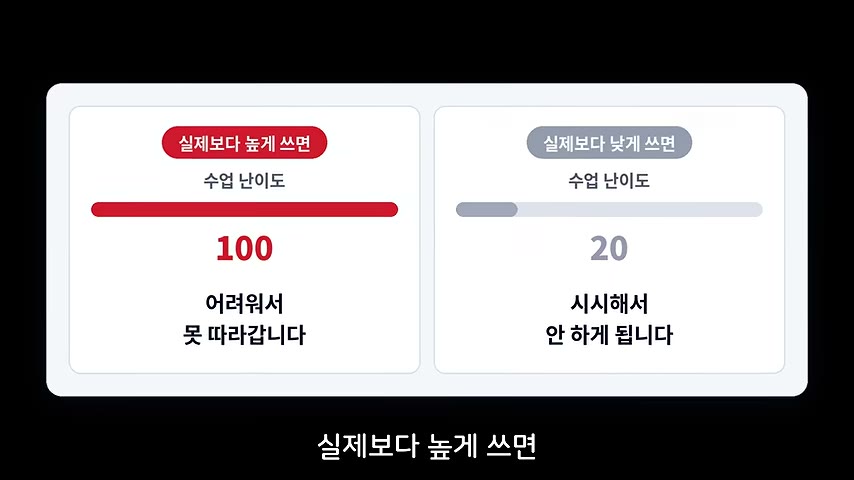 실제보다 높게 쓰면
수업 난이도
100
어려워서
못 따라갑니다
실제보다 낮게 쓰면
수업 난이도
20
시시해서
안 하게 됩니다
실제보다 높게 쓰면